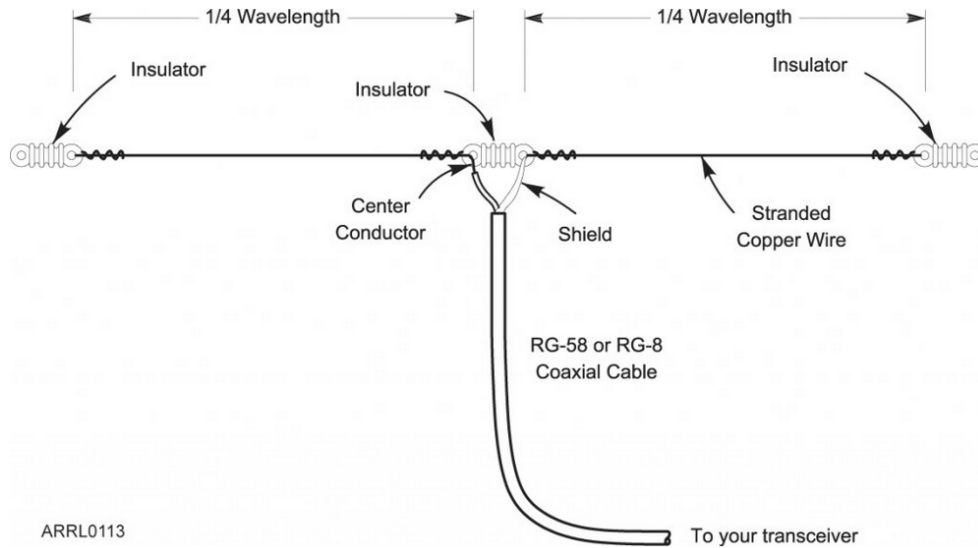 1/4 Wavelength
1/4 Wavelength
Insulator
Insulator
Insulator
Center
Conductor
Shield
Stranded
Copper Wire
RG-58 or RG-8
Coaxial Cable
ARRL0113
To your transceiver